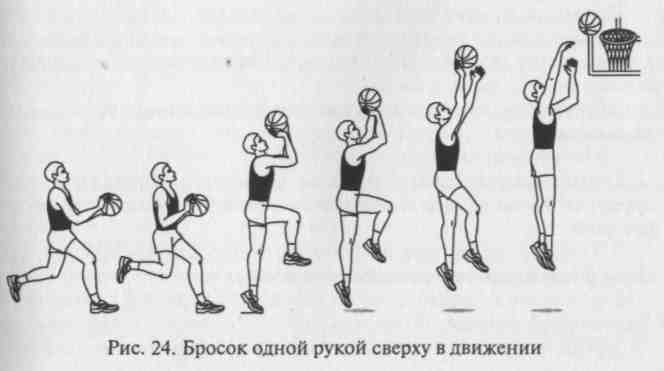 Рис. 24. Бросок одной рукой сверху в движении